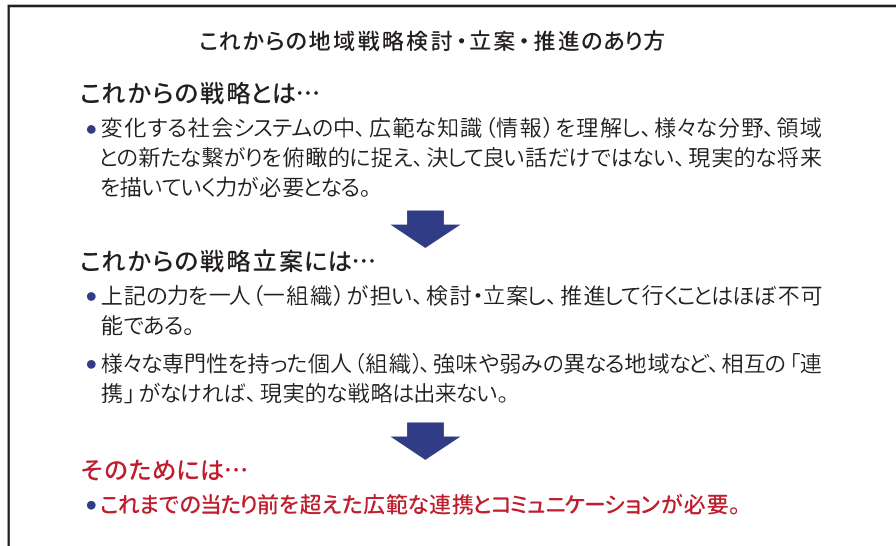 これからの地域戦略検討・立案・推進のあり方
これからの戦略とは…
•変化する社会システムの中、広範な知識（情報）を理解し、様々な分野、領域
との新たな繋がりを俯瞰的に捉え、決して良い話だけではない、現実的な将来
を描いていく力が必要となる。
これからの戦略立案には…
•上記の力を一人（一組織）が担い、検討・立案し、推進して行くことはほぼ不可
能である。
•様々な専門性を持った個人（組織）、強味や弱みの異なる地域など、相互の「連
携」がなければ、現実的な戦略は出来ない。
そのためには…
•これまでの当たり前を超えた広範な連携とコミュニケーションが必要。